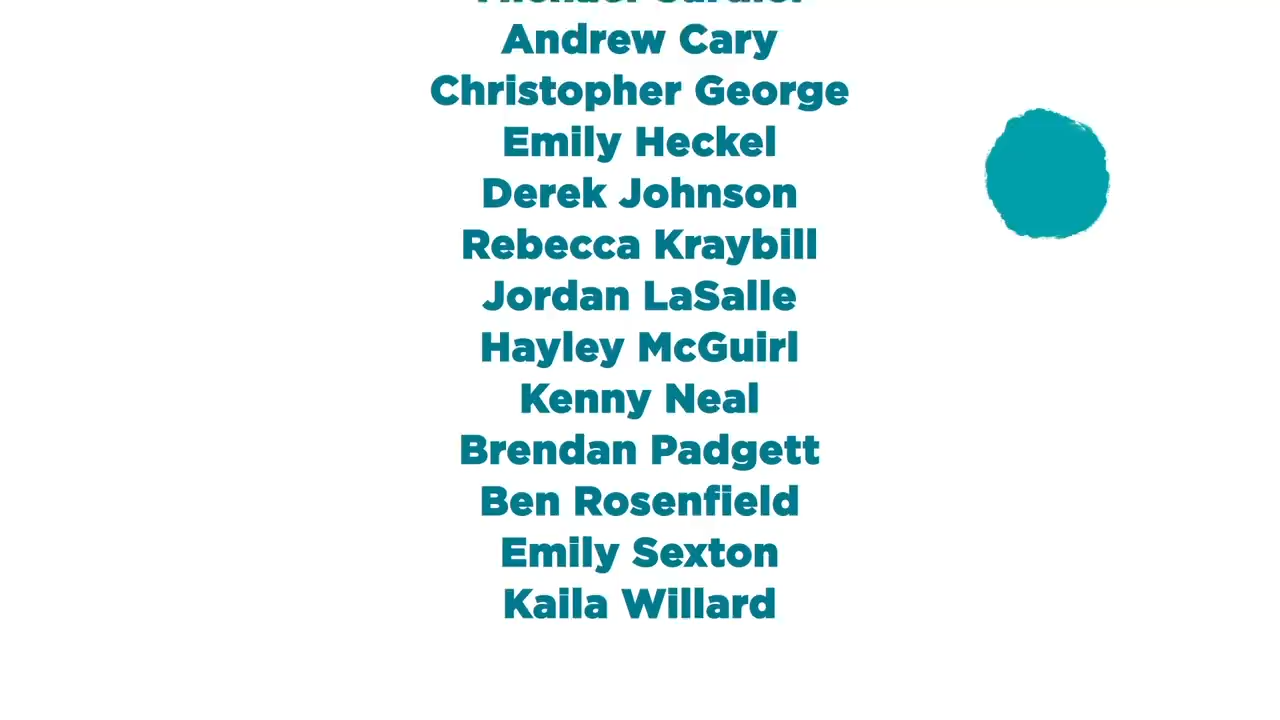 Andrew Cary
Christopher George
Emily Heckel
Derek Johnson
Rebecca Kraybill
Jordan LaSalle
Hayley McGuirl
Kenny Neal
Brendan Padgett
Ben Rosenfield
Emily Sexton
Kaila Willard